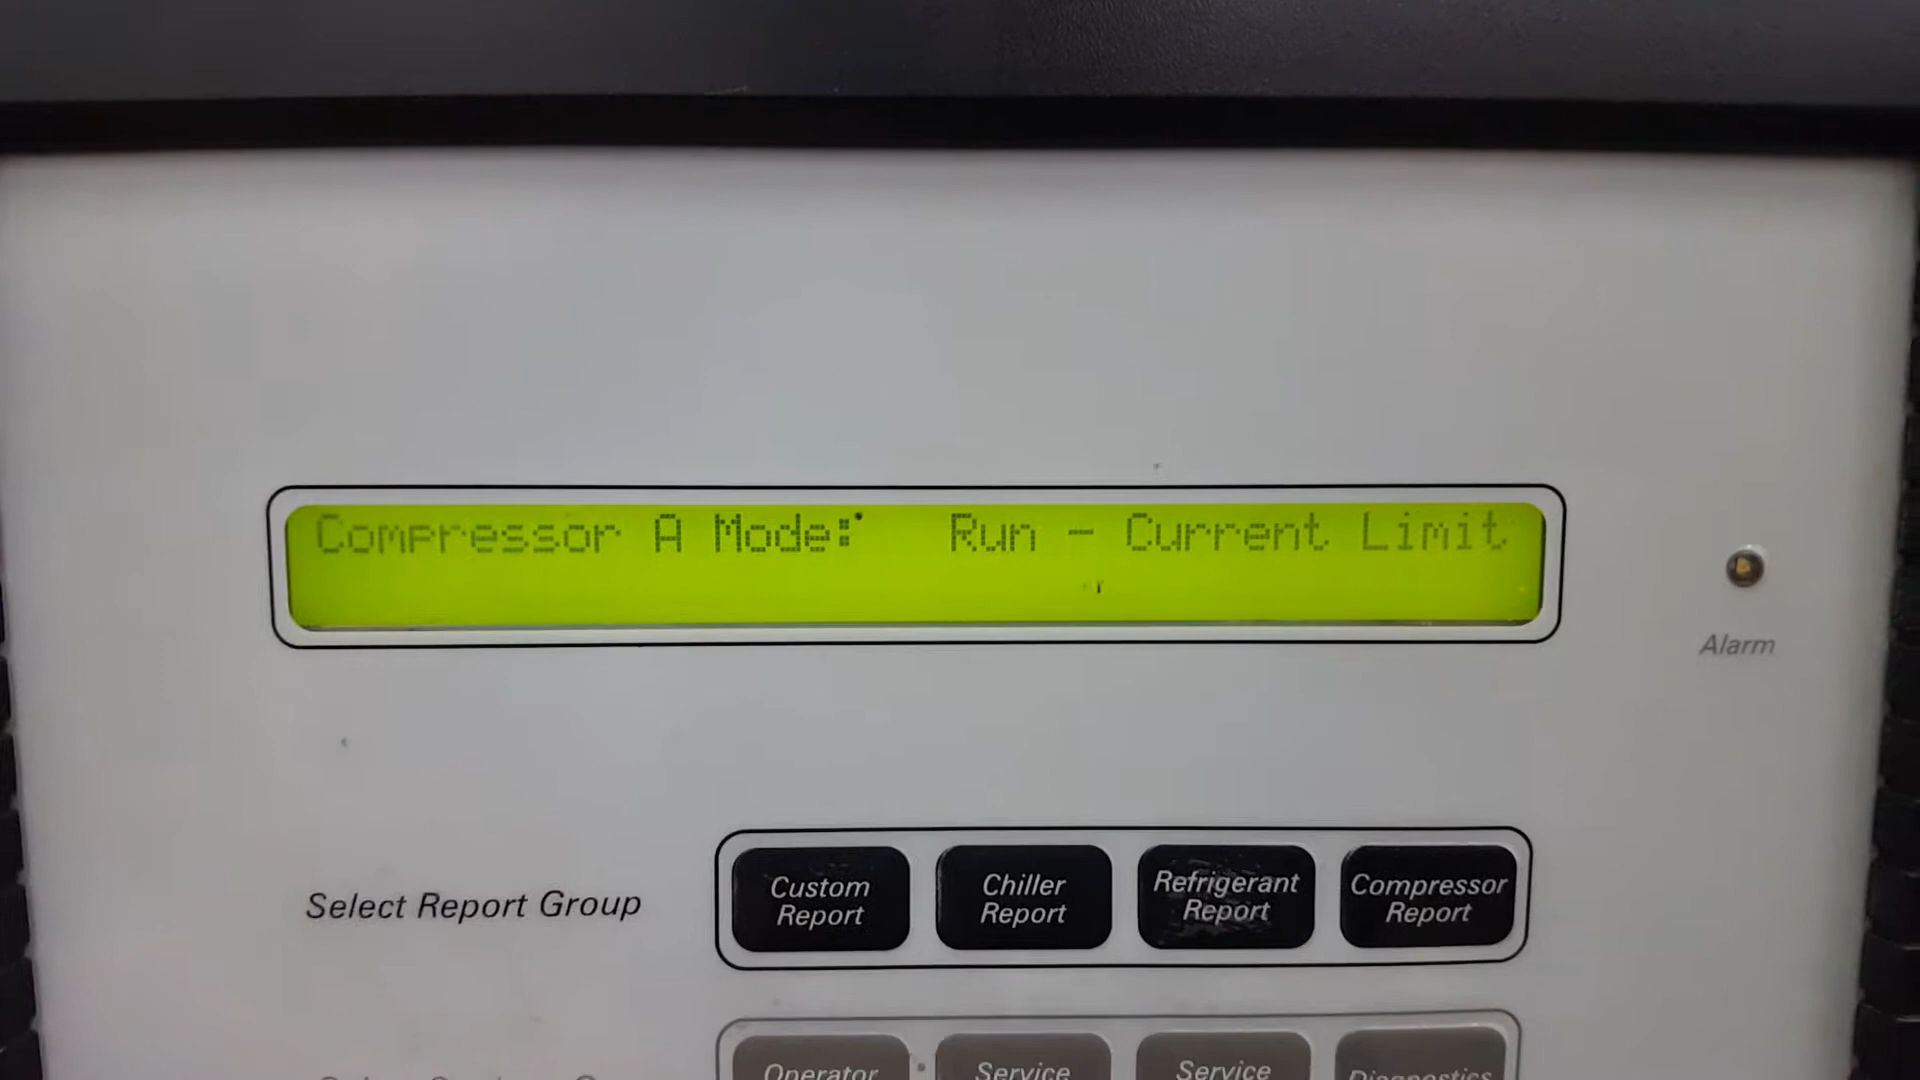 Compressor A Mode: Run - Current Limit
Alarm
Select Report Group
Custom Report
Chiller Report
Refrigerant Report
Compressor Report
Operator
Service
Service
Diagnostics